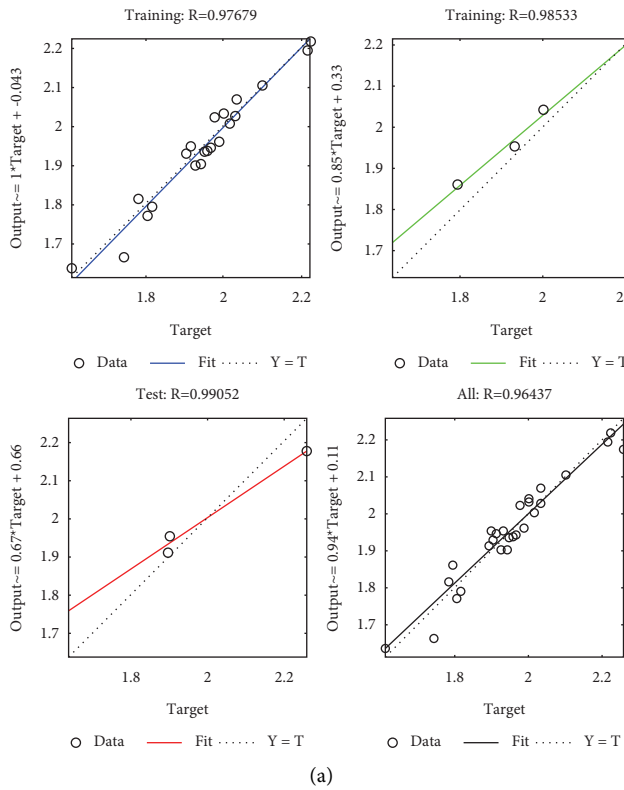 Training: R=0.97679
Output~= 1*Target + -0.043
2.2
2.1
2
1.9
1.8
1.7
1.8
2
2.2
Target
Data
Fit
Y = T
Training: R=0.98533
Output~= 0.85*Target + 0.33
2.2
2.1
2
1.9
1.8
1.7
1.8
2
2.2
Target
Data
Fit
Y = T
Test: R=0.99052
Output~= 0.67*Target + 0.66
2.2
2.1
2
1.9
1.8
1.7
1.8
2
2.2
Target
Data
Fit
Y = T
All: R=0.96437
Output~= 0.94*Target + 0.11
2.2
2.1
2
1.9
1.8
1.7
1.8
2
2.2
Target
Data
Fit
Y = T
(a)